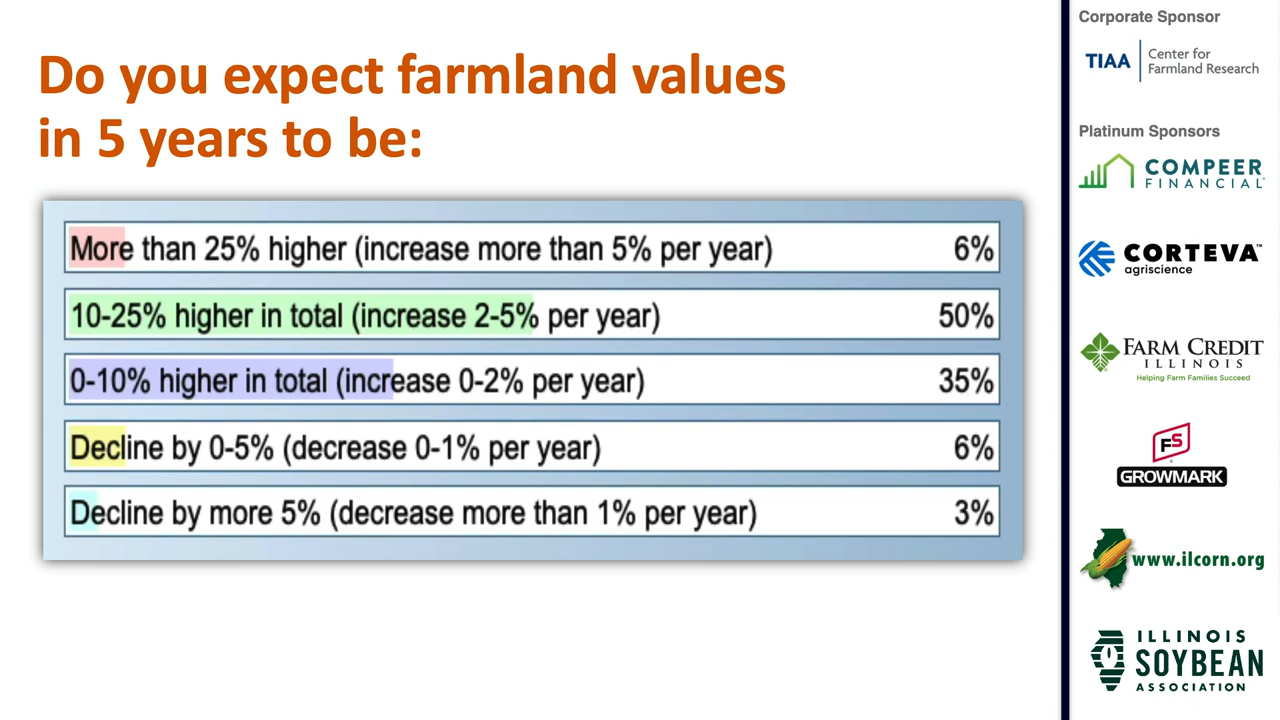 Do you expect farmland values
in 5 years to be:
More than 25% higher (increase more than 5% per year) 6%
10-25% higher in total (increase 2-5% per year) 50%
0-10% higher in total (increase 0-2% per year) 35%
Decline by 0-5% (decrease 0-1% per year) 6%
Decline by more 5% (decrease more than 1% per year) 3%
Corporate Sponsor
TIAA Center for
Farmland Research
Platinum Sponsors
COMPEER
FINANCIAL
CORTEVA™
agriscience
FARM CREDIT
ILLINOIS
Helping Farm Families Succeed
FS
GROWMARK
www.ilcorn.org
ILLINOIS
SOYBEAN
ASSOCIATION